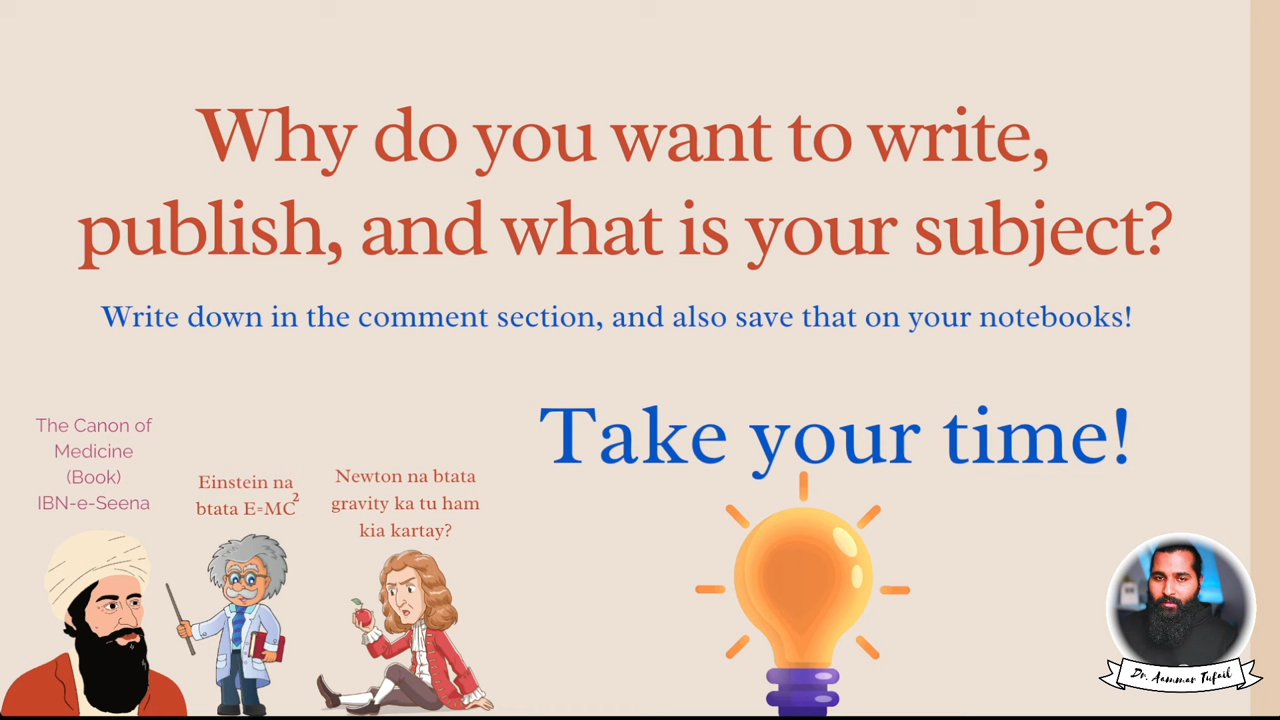 Why do you want to write,
publish, and what is your subject?
Write down in the comment section, and also save that on your notebooks!
Take your time!
The Canon of
Medicine
(Book)
IBN-e-Seena
Einstein na
btata E=MC²
Newton na btata
gravity ka tu ham
kia kartay?
Dr. Aammar Tufail